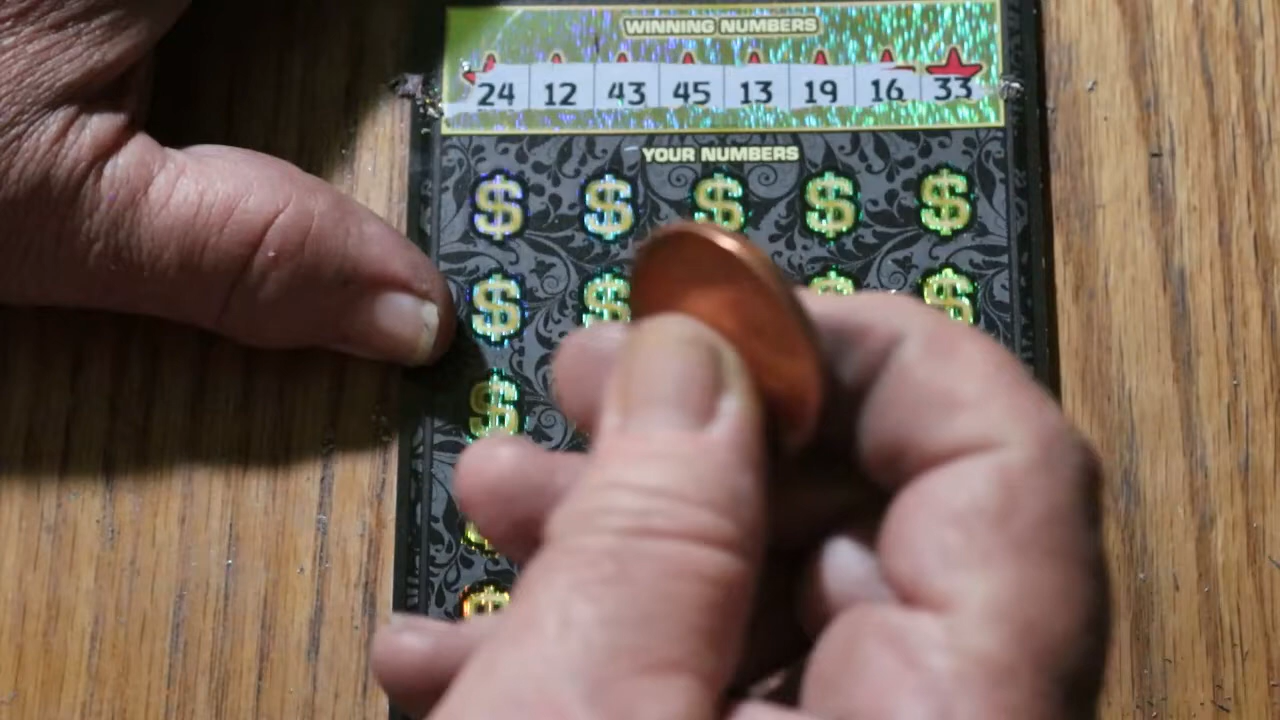 WINNING NUMBERS
24 12 43 45 13 19 16 33
YOUR NUMBERS
$ $ $ $ $
$ $ $ $
$